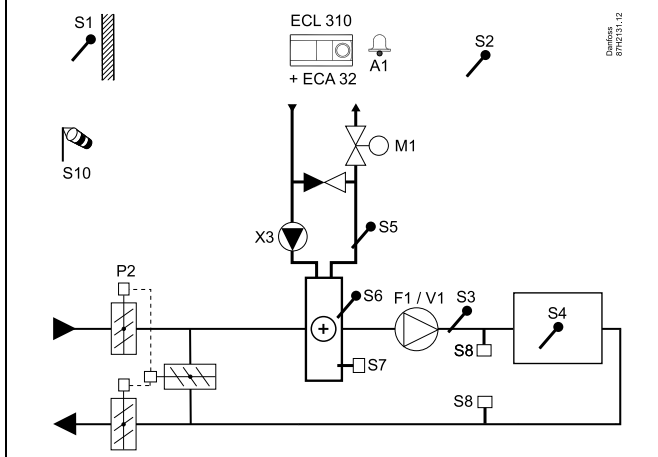 S1
ECL 310
A1
+ ECA 32
S2
Danfoss
87H2131.12
S10
M1
X3
S5
P2
S6
F1 / V1
S3
S4
S8
S7
S8